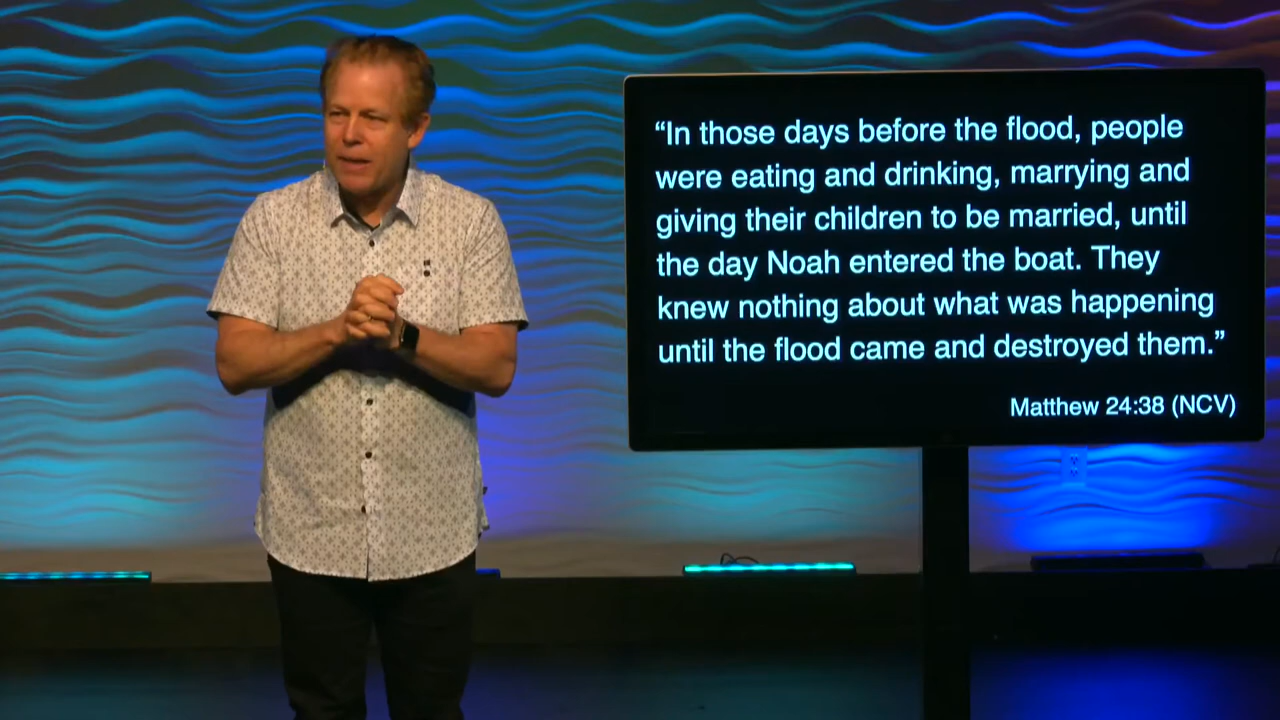 “In those days before the flood, people
were eating and drinking, marrying and
giving their children to be married, until
the day Noah entered the boat. They
knew nothing about what was happening
until the flood came and destroyed them.”
Matthew 24:38 (NCV)